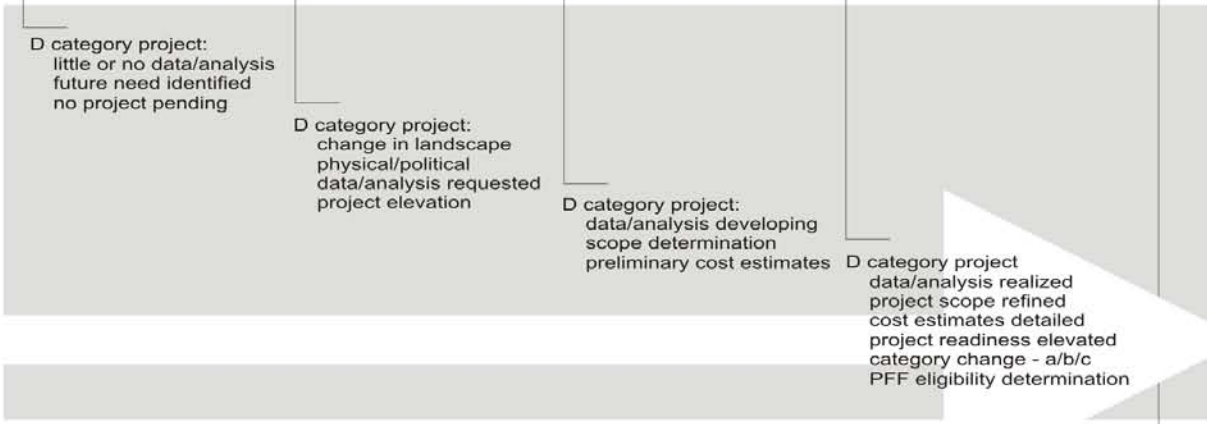 D category project:
little or no data/analysis
future need identified
no project pending
D category project:
change in landscape
physical/political
data/analysis requested
project elevation
D category project:
data/analysis developing
scope determination
preliminary cost estimates
D category project
data/analysis realized
project scope refined
cost estimates detailed
project readiness elevated
category change - a/b/c
PFF eligibility determination